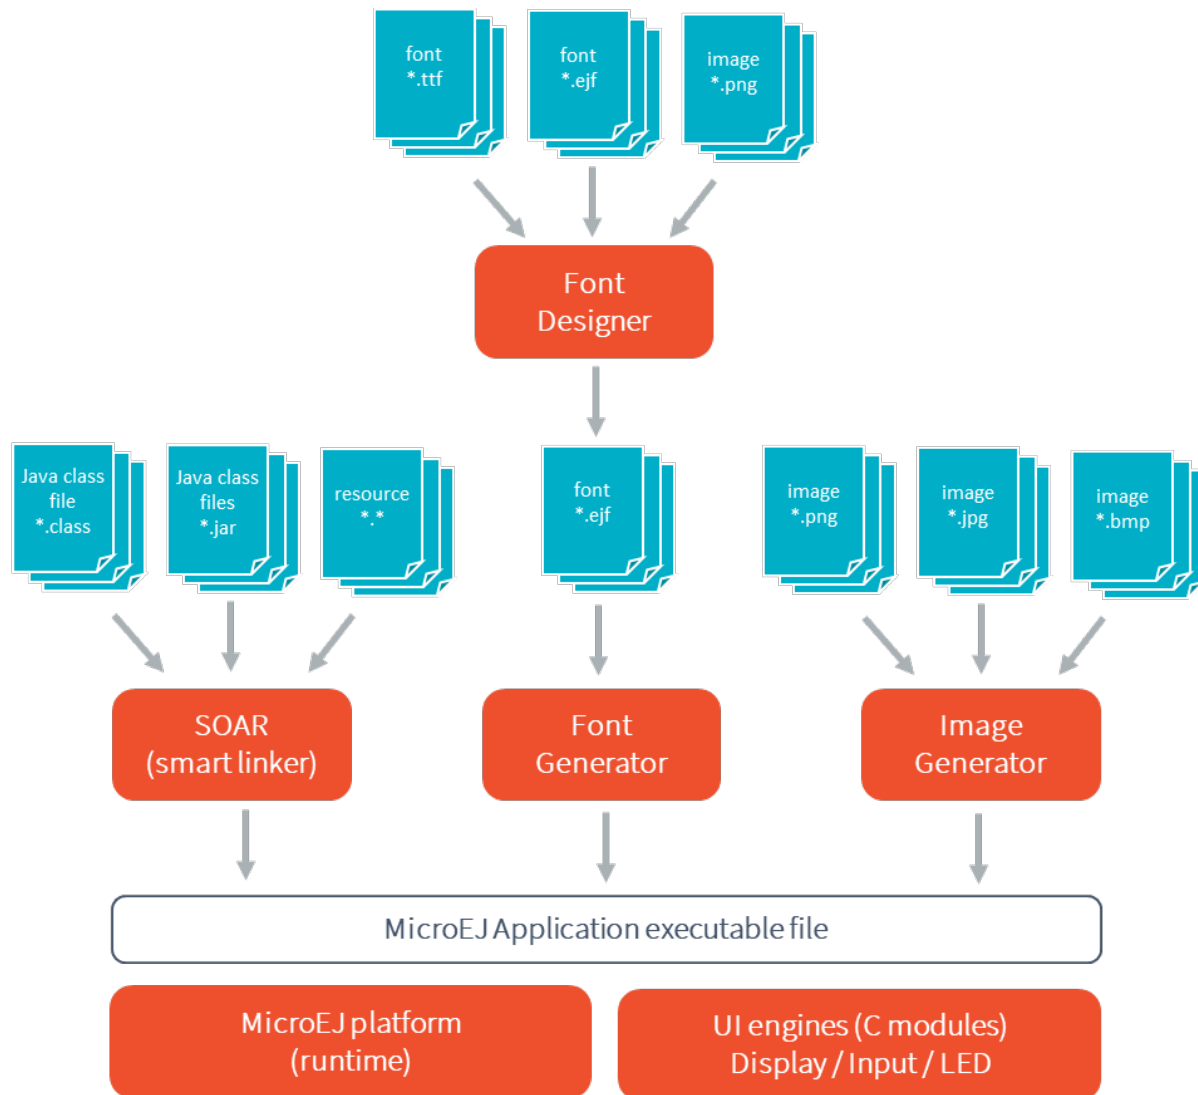 font
*.ttf
font
*.ejf
image
*.png
Font
Designer
Java class
file
*.class
Java class
files
*.jar
resource
*.*
font
*.ejf
image
*.png
image
*.jpg
image
*.bmp
SOAR
(smart linker)
Font
Generator
Image
Generator
MicroEJ Application executable file
MicroEJ platform
(runtime)
UI engines (C modules)
Display / Input / LED